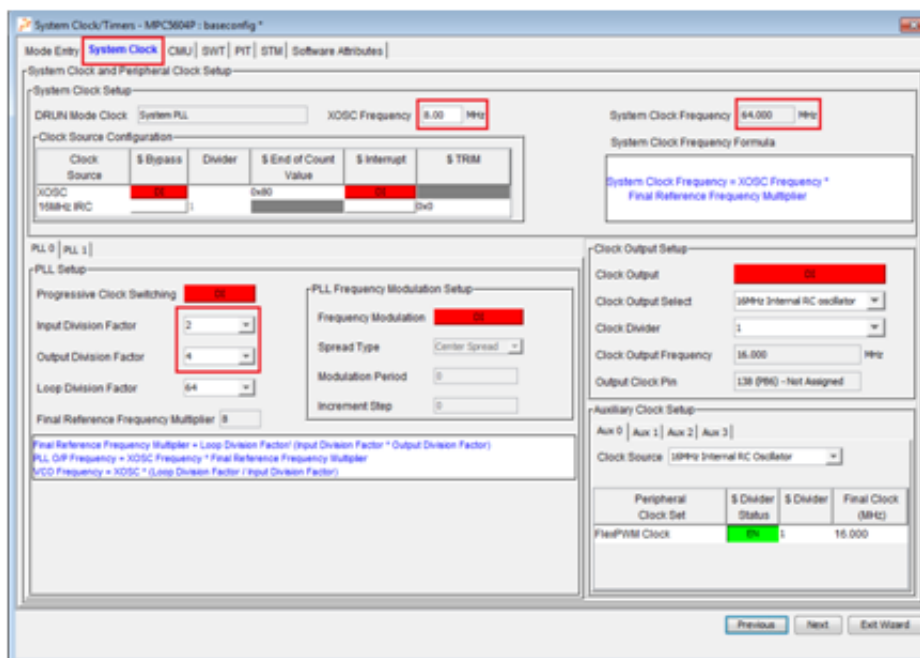 System Clock/Timers - MPC5604P : baseconfig *
Mode Entry System Clock CMU SWT PIT STM Software Attributes
System Clock and Peripheral Clock Setup
System Clock Setup
DRUN Mode Clock System PLL XOSC Frequency 8.00 MHz System Clock Frequency 64.000 MHz
Clock Source Configuration
System Clock Frequency Formula
Clock Source $ Bypass Divider $ End of Count Value $ Interrupt $ TRIM
XOSC DI 0x80 DI
16MHz IRC 1 0x0
System Clock Frequency = XOSC Frequency *
Final Reference Frequency Multiplier
PLL 0 PLL 1
PLL Setup
Progressive Clock Switching DI
Input Division Factor 2
Output Division Factor 4
Loop Division Factor 64
Final Reference Frequency Multiplier 8
PLL Frequency Modulation Setup
Frequency Modulation DI
Spread Type Center Spread
Modulation Period 0
Increment Step 0
Final Reference Frequency Multiplier = Loop Division Factor/ (Input Division Factor * Output Division Factor)
PLL O/P Frequency = XOSC Frequency * Final Reference Frequency Multiplier
VCO Frequency = XOSC * (Loop Division Factor / Input Division Factor)
Clock Output Setup
Clock Output DI
Clock Output Select 16MHz Internal RC oscillator
Clock Divider 1
Clock Output Frequency 16.000 MHz
Output Clock Pin 138 (PB6) - Not Assigned
Auxiliary Clock Setup
Aux 0 Aux 1 Aux 2 Aux 3
Clock Source 16MHz Internal RC Oscillator
Peripheral Clock Set $ Divider Status $ Divider Final Clock (MHz)
FlexPWM Clock EN 1 16.000
Previous Next Exit Wizard